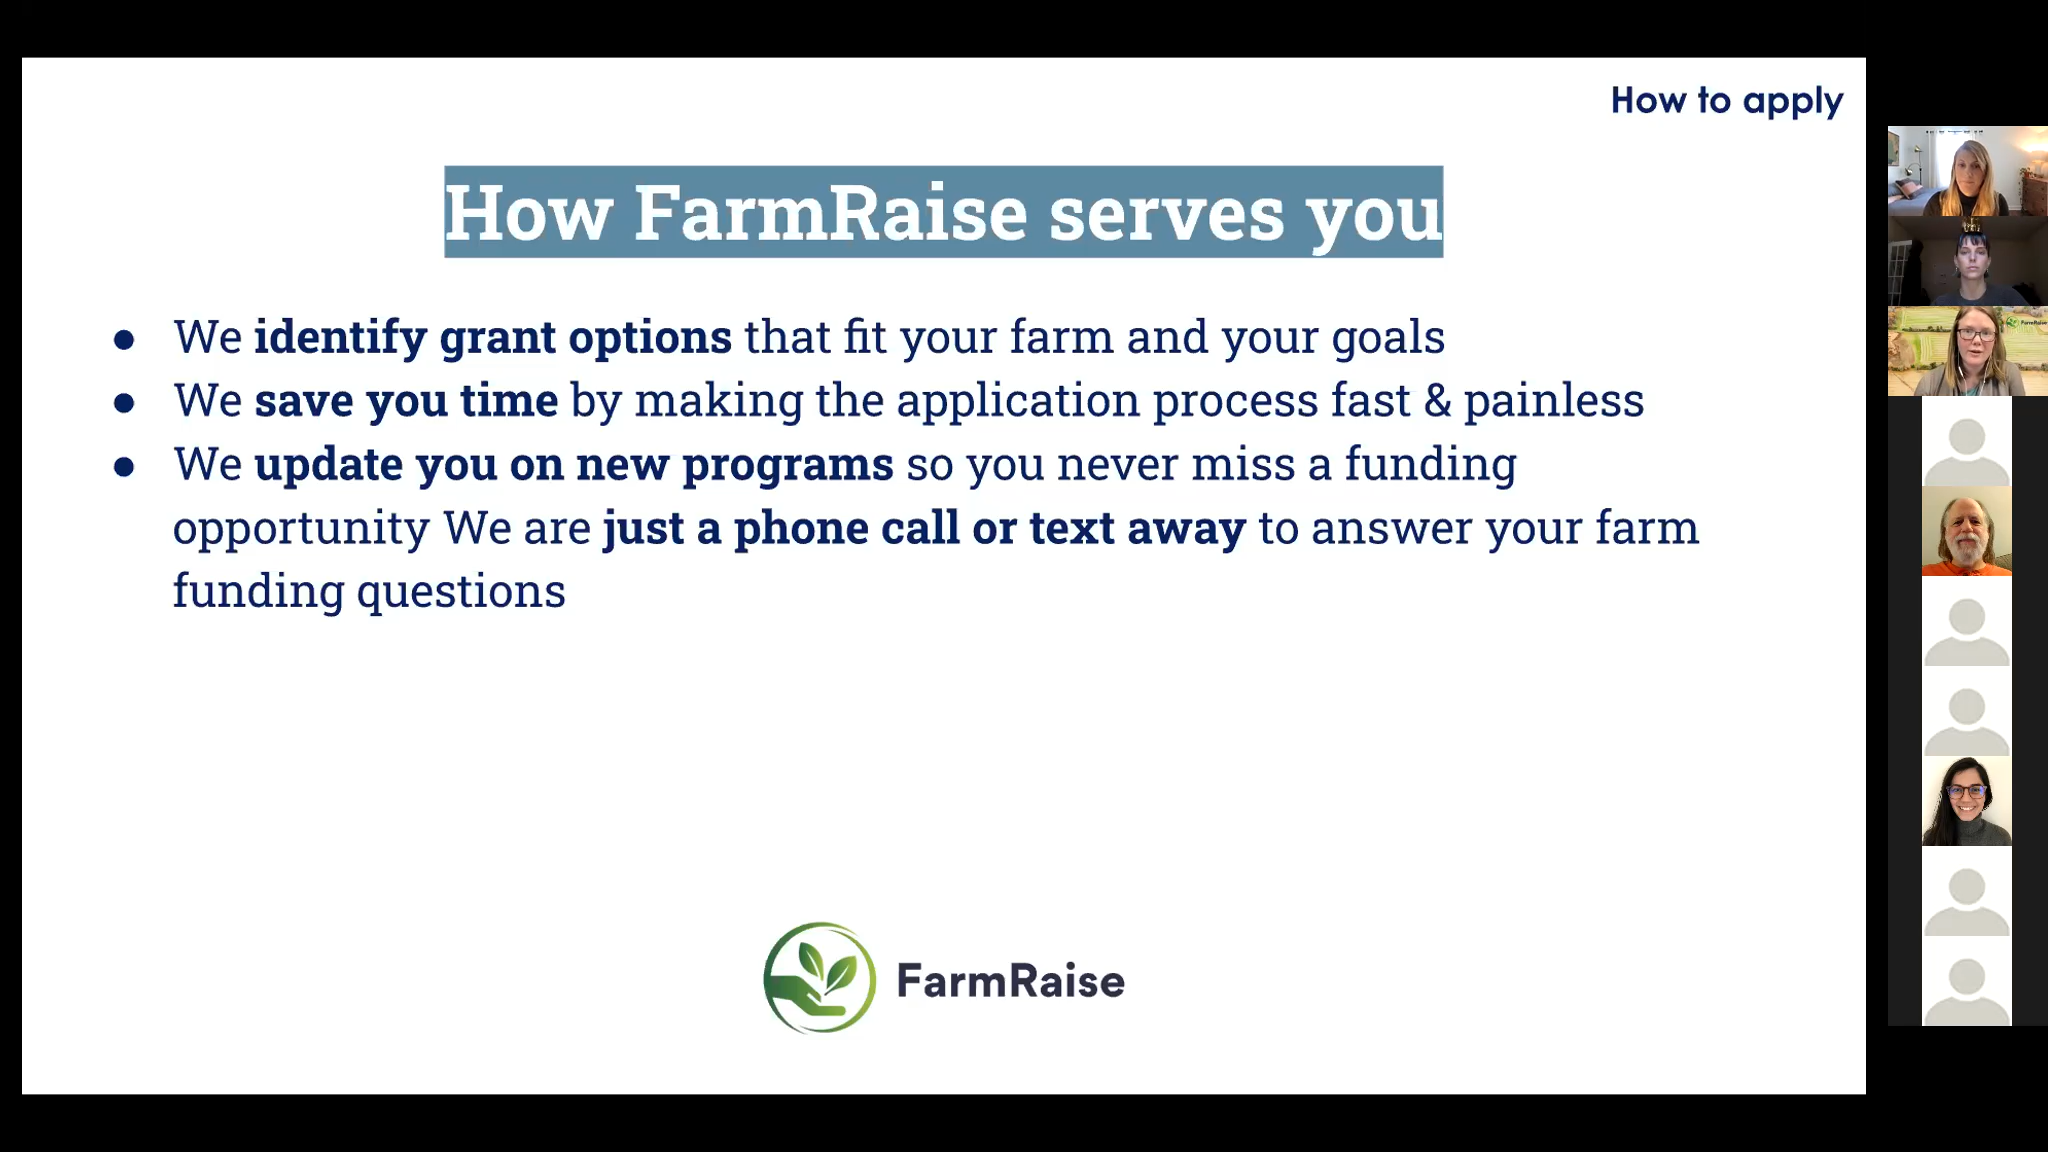 How to apply
How FarmRaise serves you
● We identify grant options that fit your farm and your goals
● We save you time by making the application process fast & painless
● We update you on new programs so you never miss a funding
opportunity We are just a phone call or text away to answer your farm
funding questions
FarmRaise
FarmRaise